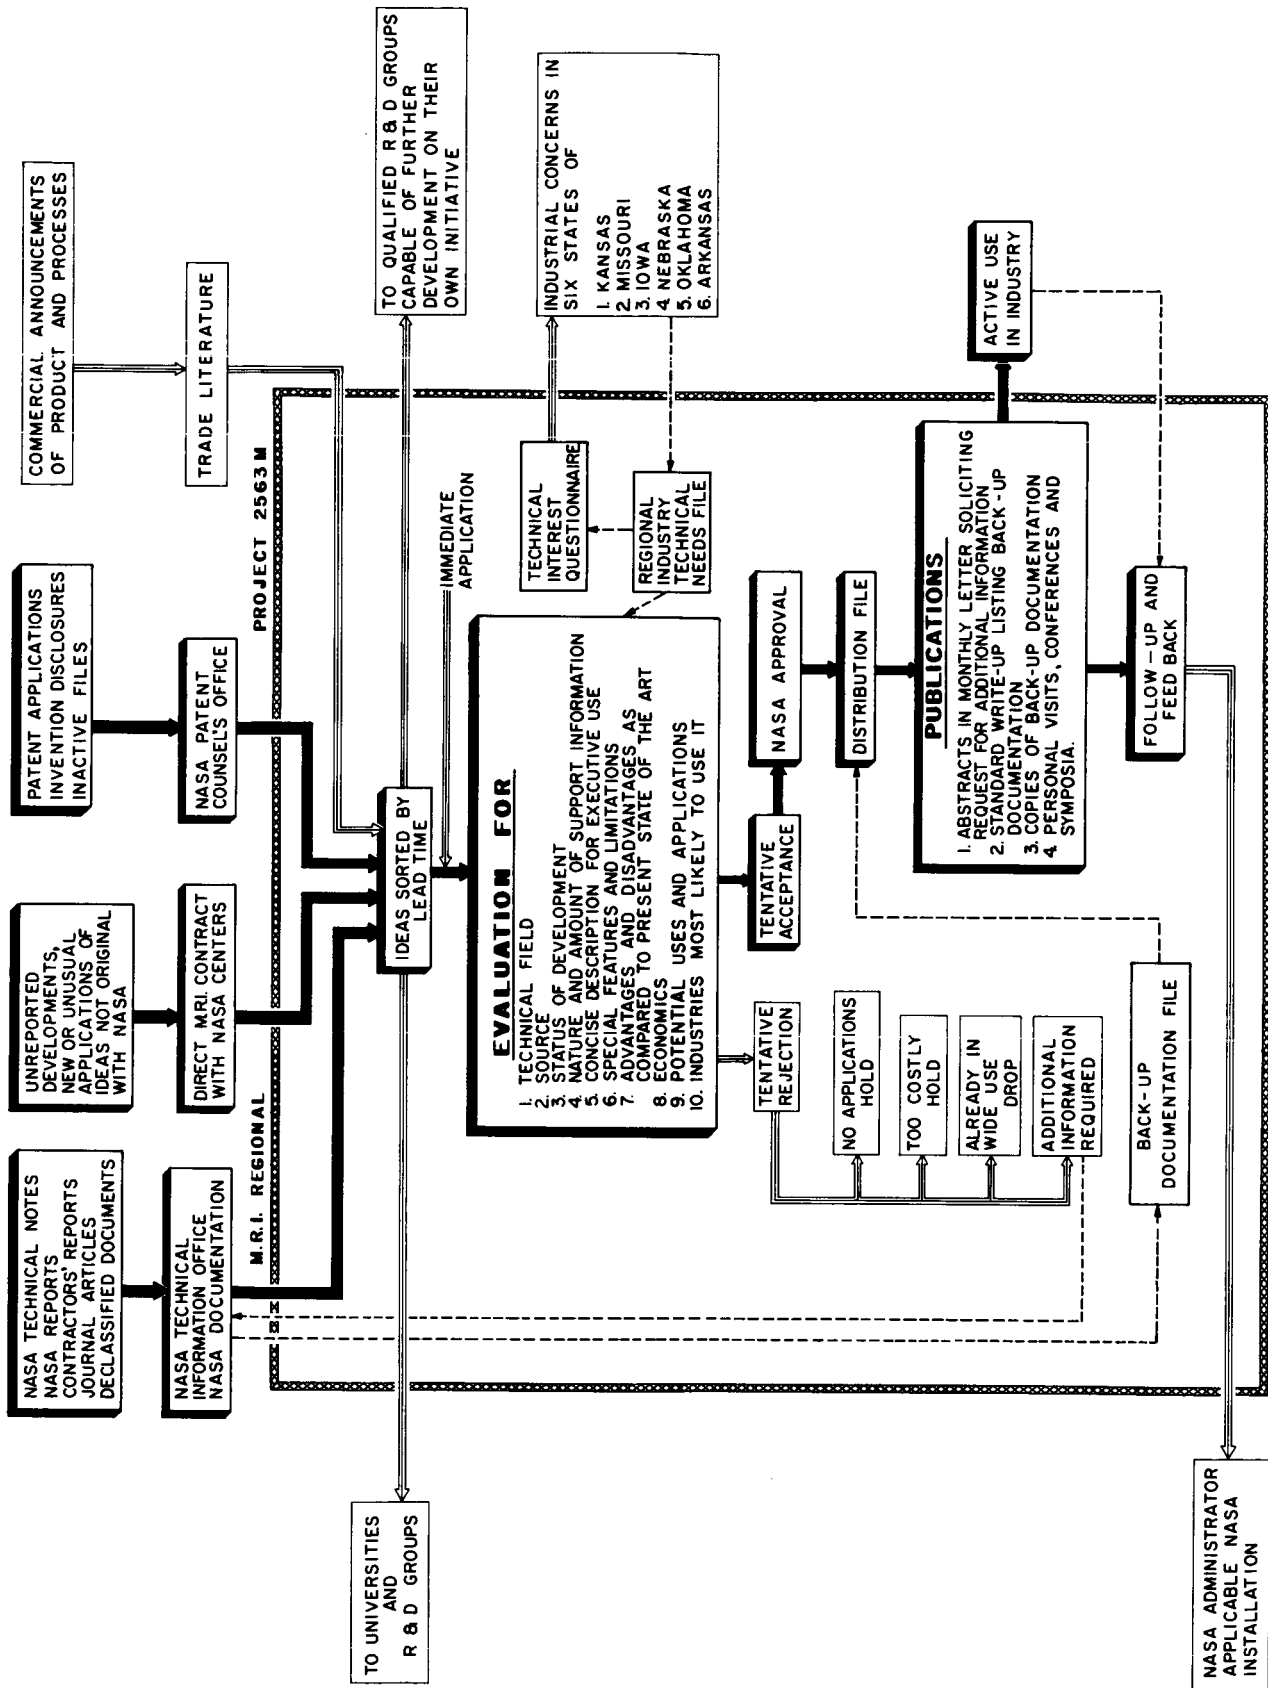 NASA TECHNICAL NOTES
NASA REPORTS
CONTRACTORS' REPORTS
JOURNAL ARTICLES
DECLASSIFIED DOCUMENTS
UNREPORTED
DEVELOPMENTS,
NEW OR UNUSUAL
APPLICATIONS OF
IDEAS NOT ORIGINAL
WITH NASA
PATENT APPLICATIONS
INVENTION DISCLOSURES
INACTIVE FILES
COMMERCIAL ANNOUNCEMENTS
OF PRODUCT AND PROCESSES
NASA TECHNICAL
INFORMATION OFFICE
NASA DOCUMENTATION
DIRECT M.R.I. CONTRACT
WITH NASA CENTERS
NASA PATENT
COUNSEL'S OFFICE
TRADE LITERATURE
M.R.I. REGIONAL
PROJECT 2563 M
TO UNIVERSITIES
AND
R & D GROUPS
IDEAS SORTED BY
LEAD TIME
TO QUALIFIED R & D GROUPS
CAPABLE OF FURTHER
DEVELOPMENT ON THEIR
OWN INITIATIVE
IMMEDIATE
APPLICATION
EVALUATION FOR
1. TECHNICAL FIELD
2. SOURCE
3. STATUS OF DEVELOPMENT
4. NATURE AND AMOUNT OF SUPPORT INFORMATION
5. CONCISE DESCRIPTION FOR EXECUTIVE USE
6. SPECIAL FEATURES AND LIMITATIONS
7. ADVANTAGES AND DISADVANTAGES AS
COMPARED TO PRESENT STATE OF THE ART
8. ECONOMICS
9. POTENTIAL USES AND APPLICATIONS
10. INDUSTRIES MOST LIKELY TO USE IT
TECHNICAL
INTEREST
QUESTIONNAIRE
INDUSTRIAL CONCERNS IN
SIX STATES OF
1. KANSAS
2. MISSOURI
3. IOWA
4. NEBRASKA
5. OKLAHOMA
6. ARKANSAS
REGIONAL
INDUSTRY
TECHNICAL
NEEDS FILE
TENTATIVE
REJECTION
TENTATIVE
ACCEPTANCE
NASA APPROVAL
NO APPLICATIONS
HOLD
TOO COSTLY
HOLD
ALREADY IN
WIDE USE
DROP
ADDITIONAL
INFORMATION
REQUIRED
DISTRIBUTION FILE
PUBLICATIONS
1. ABSTRACTS IN MONTHLY LETTER SOLICITING
REQUEST FOR ADDITIONAL INFORMATION
2. STANDARD WRITE-UP LISTING BACK-UP
DOCUMENTATION
3. COPIES OF BACK-UP DOCUMENTATION
4. PERSONAL VISITS, CONFERENCES AND
SYMPOSIA.
ACTIVE USE
IN INDUSTRY
BACK-UP
DOCUMENTATION FILE
FOLLOW-UP AND
FEED BACK
NASA ADMINISTRATOR
APPLICABLE NASA
INSTALLATION